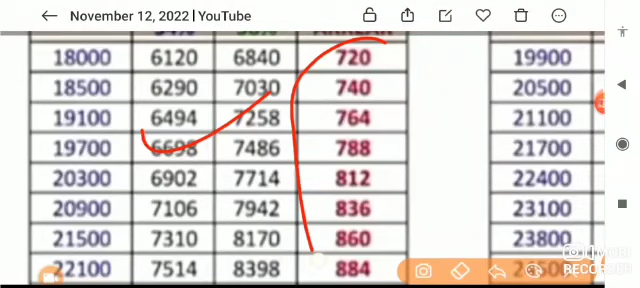 November 12, 2022 | YouTube
18000 6120 6840 720 19900
18500 6290 7030 740 20500
19100 6494 7258 764 21100
19700 6698 7486 788 21700
20300 6902 7714 812 22400
20900 7106 7942 836 23100
21500 7310 8170 860 23800
22100 7514 8398 884
RECORDER